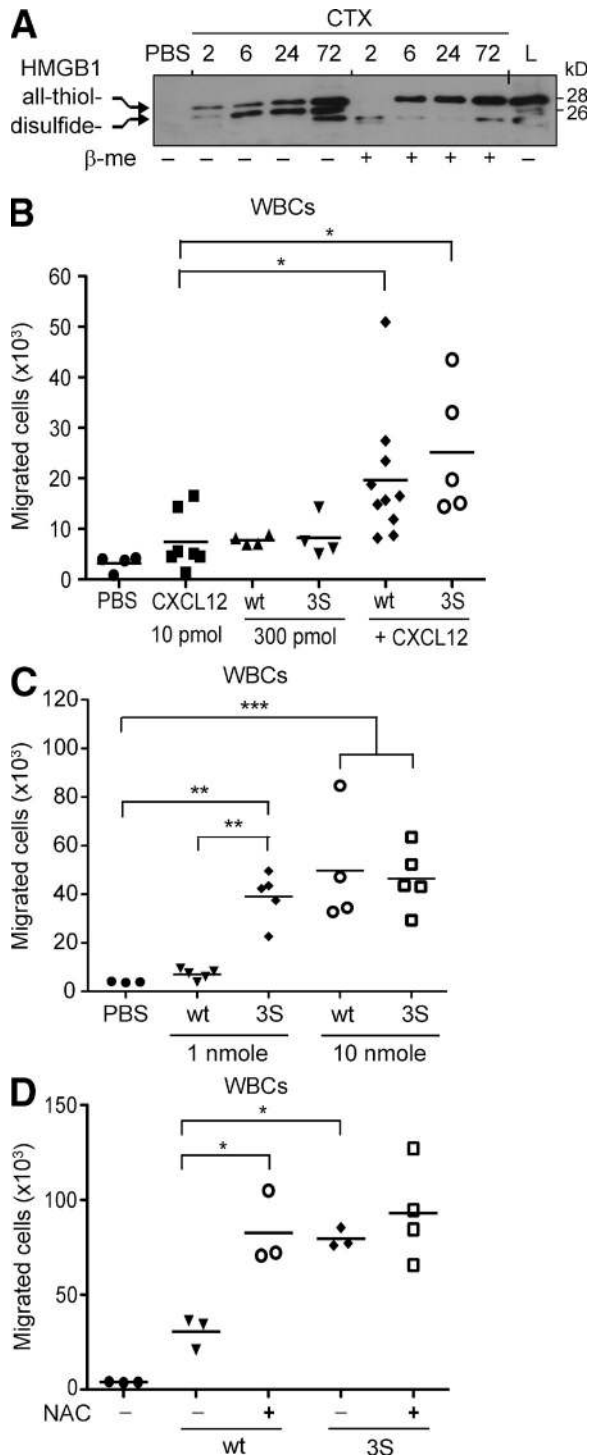 A
CTX
PBS 2 6 24 72 2 6 24 72 L
HMGB1
kD
all-thiol-
28
disulfide-
26
β-me – – – – – + + + + –
B
WBCs
*
*
Migrated cells (x10³)
60
50
40
30
20
10
0
PBS CXCL12 wt 3S wt 3S
10 pmol 300 pmol + CXCL12
C
WBCs
***
**
**
Migrated cells (x10³)
120
100
80
60
40
20
0
PBS wt 3S wt 3S
1 nmole 10 nmole
D
WBCs
*
*
Migrated cells (x10³)
150
100
50
0
NAC – – + – +
wt 3S